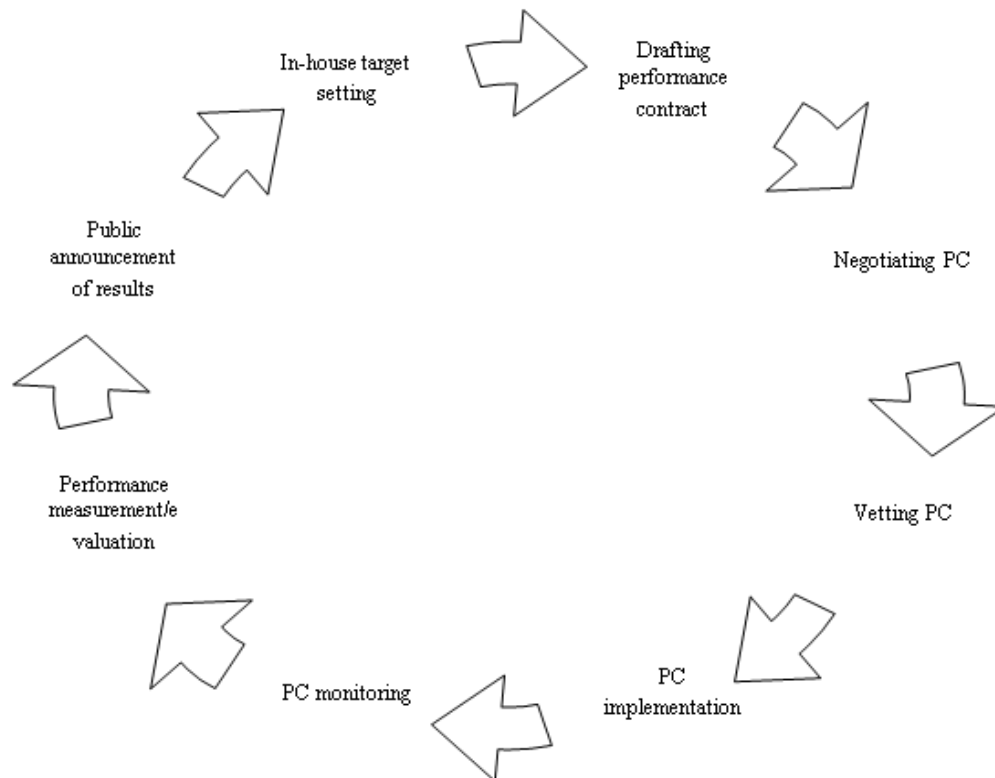 In-house target
setting
Drafting
performance
contract
Negotiating PC
Vetting PC
PC
implementation
PC monitoring
Performance
measurement/e
valuation
Public
announcement
of results